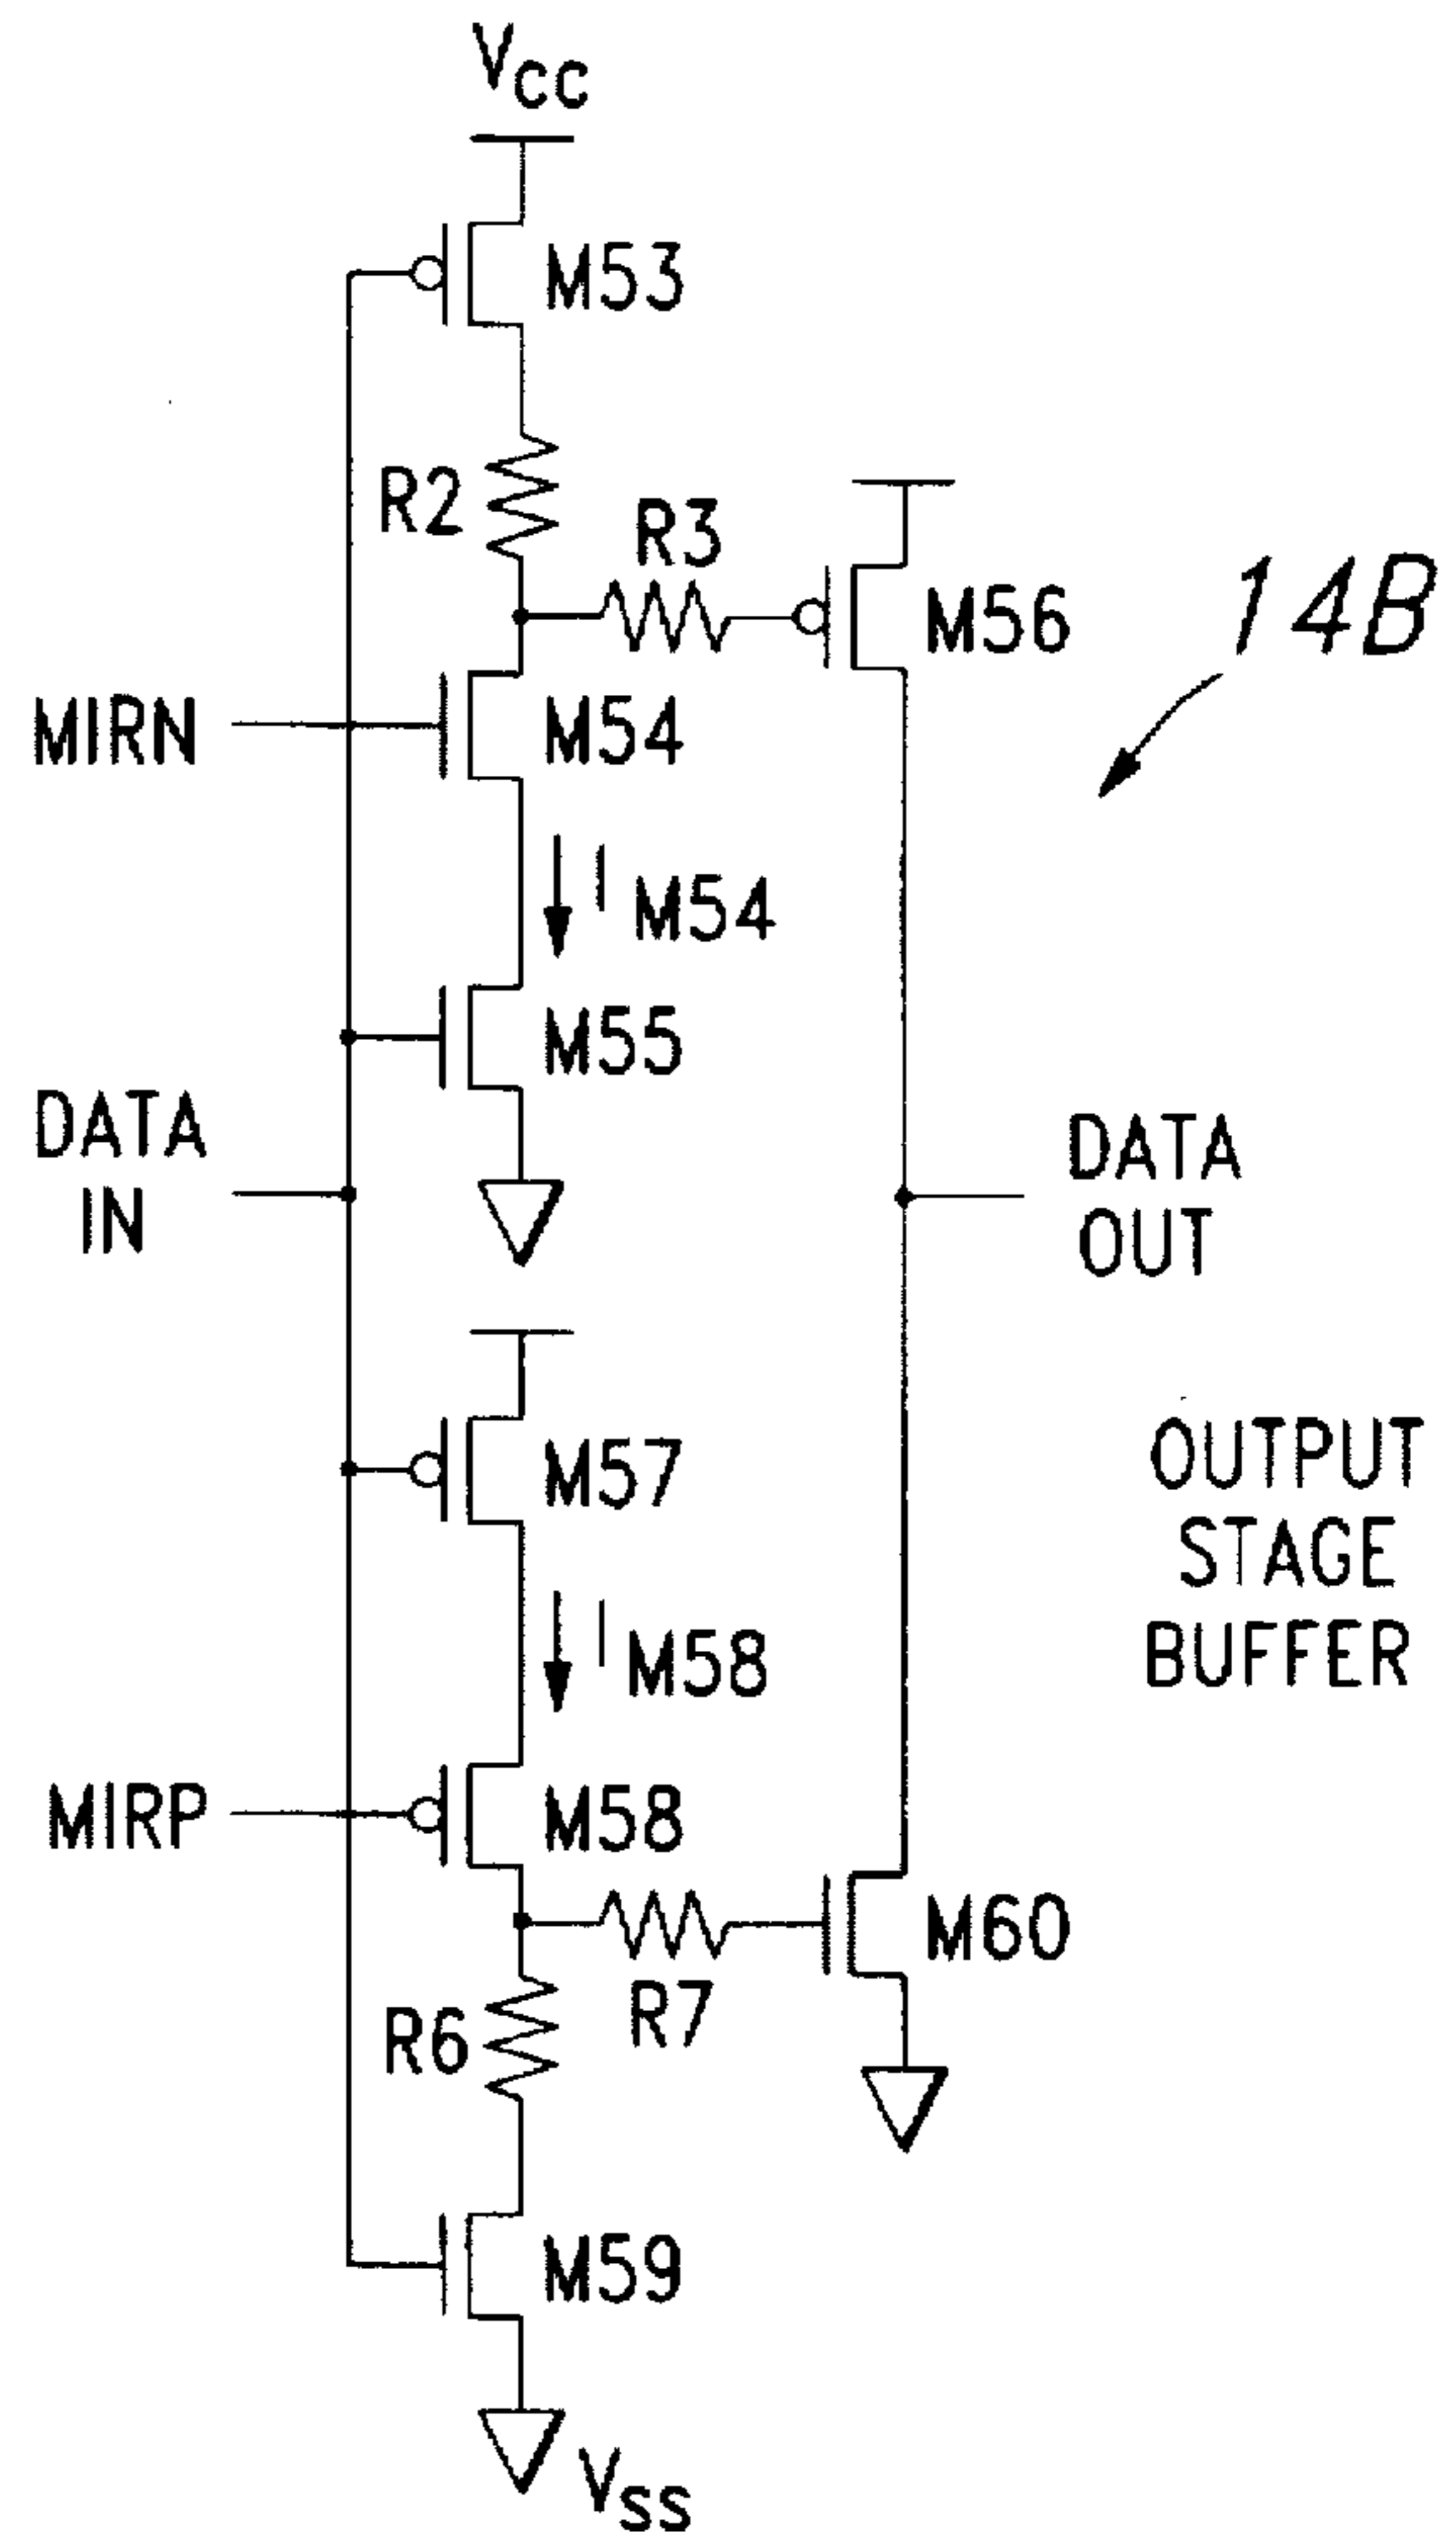 VCC
M53
R2
R3
M56
14B
MIRN
M54
I M54
M55
DATA
IN
DATA
OUT
M57
OUTPUT
STAGE
BUFFER
I M58
MIRP
M58
M60
R7
R6
M59
VSS